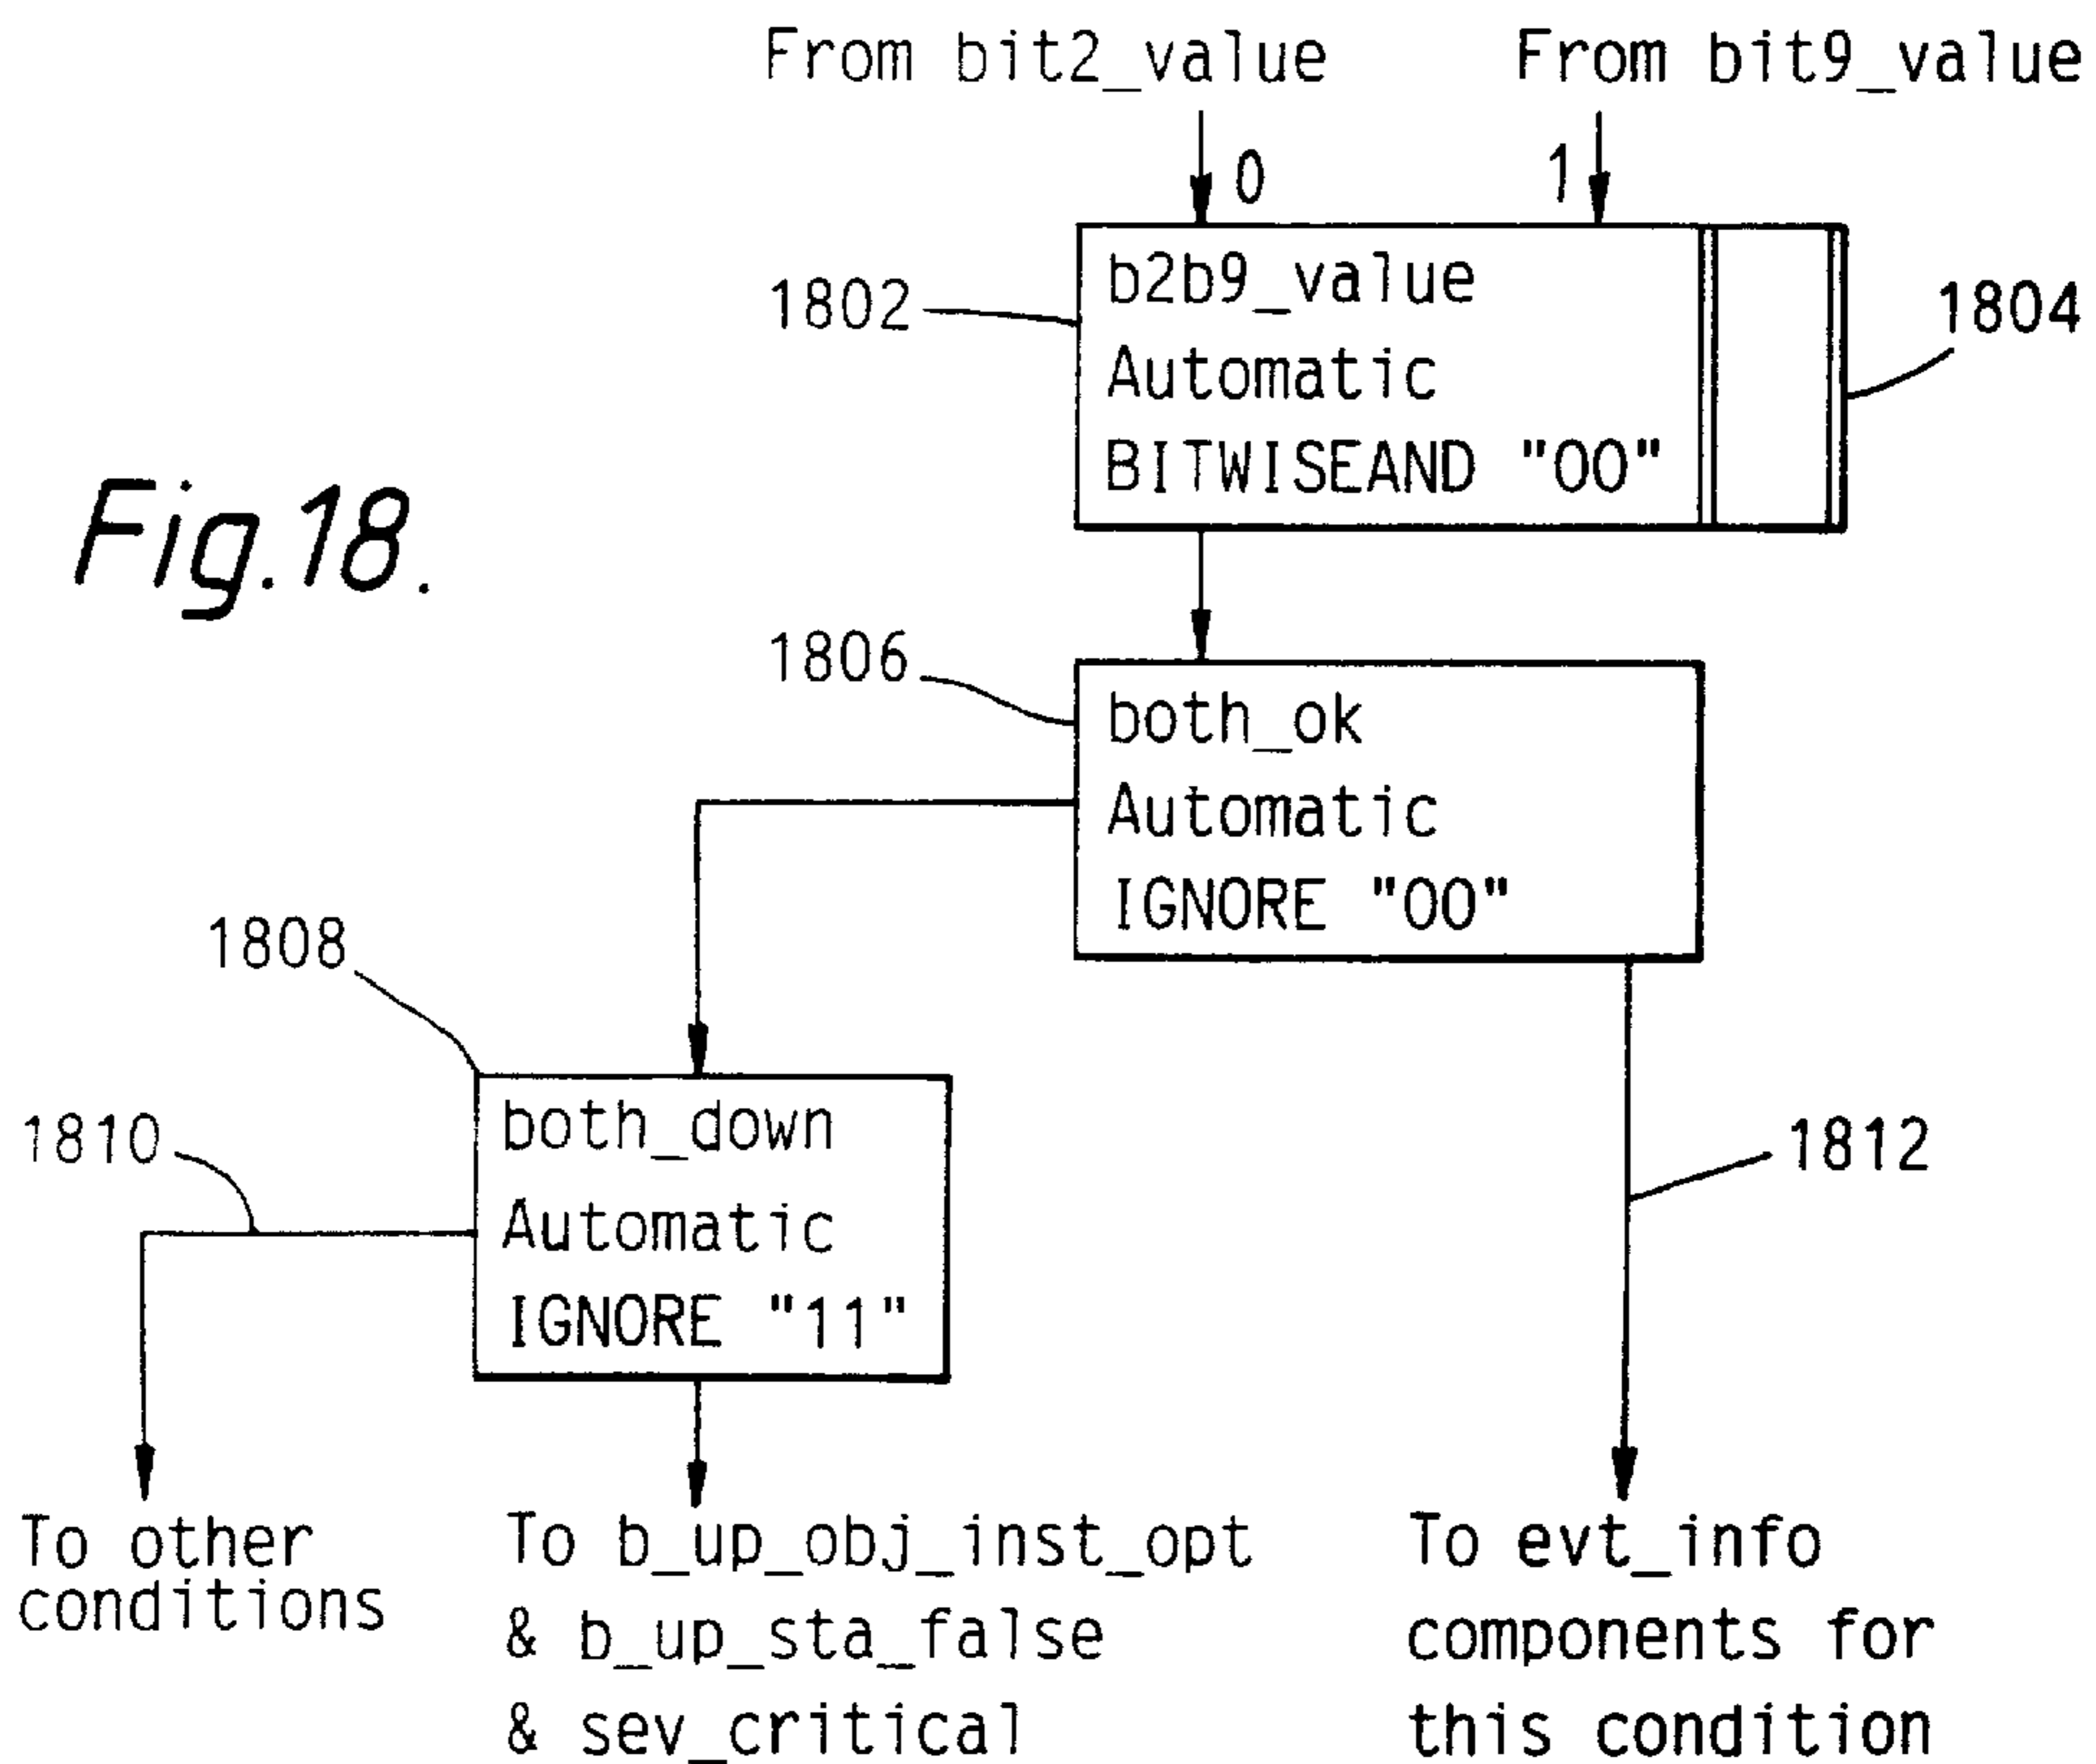 From bit2_value
From bit9_value
0
1
1802
b2b9_value
Automatic
BITWISEAND "00"
1804
Fig.18.
1806
both_ok
Automatic
IGNORE "00"
1808
both_down
Automatic
IGNORE "11"
1810
1812
To other
conditions
To b_up_obj_inst_opt
& b_up_sta_false
& sev_critical
To evt_info
components for
this condition